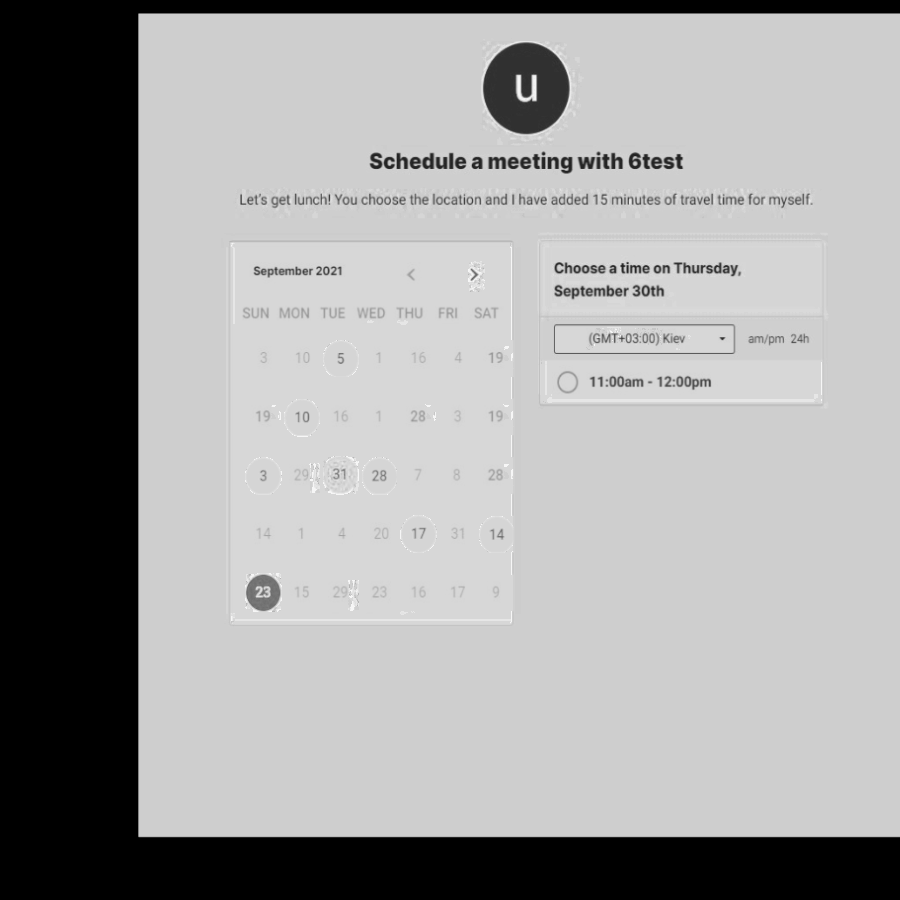 u
Schedule a meeting with 6test
Let's get lunch! You choose the location and I have added 15 minutes of travel time for myself.
September 2021
SUN MON TUE WED THU FRI SAT
3 10 5 1 16 4 19
19 10 16 1 28 3 19
3 29 31 28 7 8 28
14 1 4 20 17 31 14
23 15 29 23 16 17 9
Choose a time on Thursday,
September 30th
(GMT+03:00) Kiev am/pm 24h
11:00am - 12:00pm